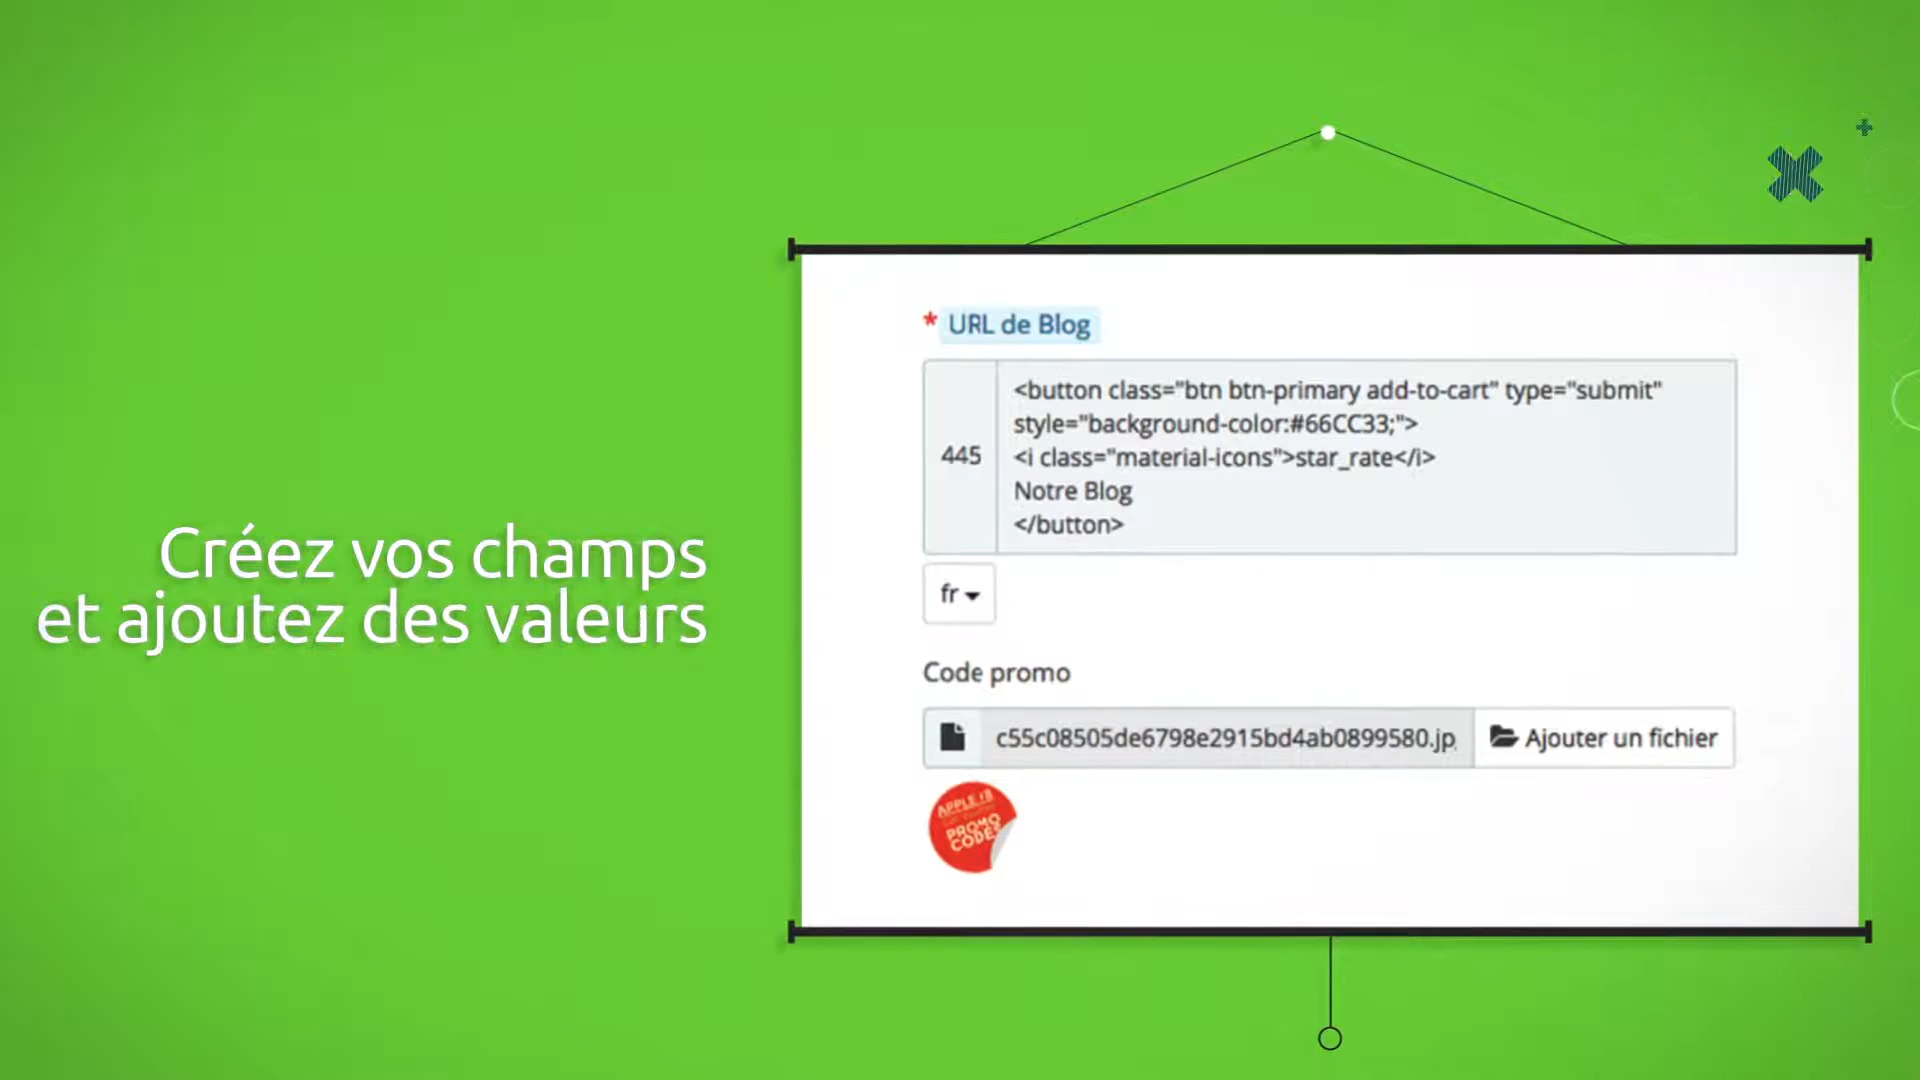 Créez vos champs
et ajoutez des valeurs
* URL de Blog
445
<button class="btn btn-primary add-to-cart" type="submit"
style="background-color:#66CC33;">
<i class="material-icons">star_rate</i>
Notre Blog
</button>
fr
Code promo
c55c08505de6798e2915bd4ab0899580.jp
Ajouter un fichier
APPLE IS
PROMO
CODE